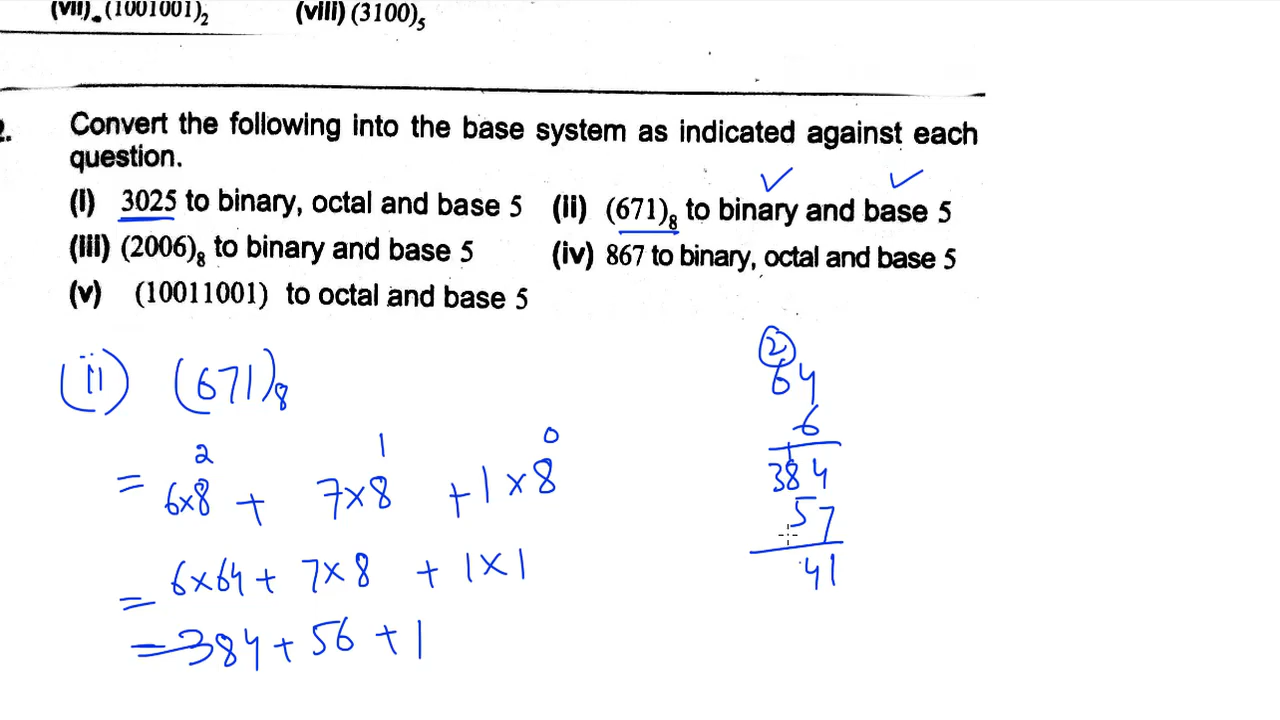 (vii) (1001001)₂ (viii) (3100)₅
2. Convert the following into the base system as indicated against each
question.
(i) 3025 to binary, octal and base 5 (ii) (671)₈ to binary and base 5
(iii) (2006)₈ to binary and base 5 (iv) 867 to binary, octal and base 5
(v) (10011001) to octal and base 5
(ii) (671)₈
= 6×8² + 7×8¹ + 1×8⁰
= 6×64 + 7×8 + 1×1
= 384 + 56 + 1
2
64
6
1
384
57
41